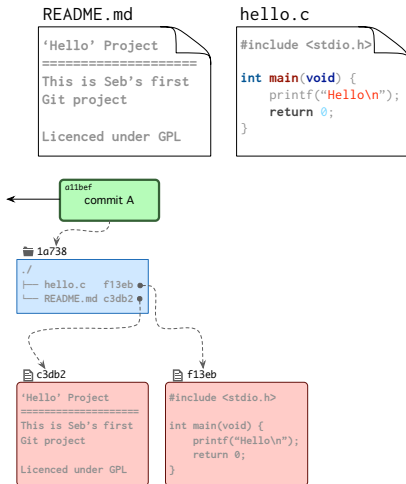 README.md
‘Hello’ Project
====================
This is Seb’s first
Git project
Licenced under GPL
hello.c
#include <stdio.h>
int main(void) {
printf(“Hello\n”);
return 0;
}
a11bef
commit A
1a738
./
├── hello.c f13eb
└── README.md c3db2
c3db2
‘Hello’ Project
====================
This is Seb’s first
Git project
Licenced under GPL
f13eb
#include <stdio.h>
int main(void) {
printf(“Hello\n”);
return 0;
}